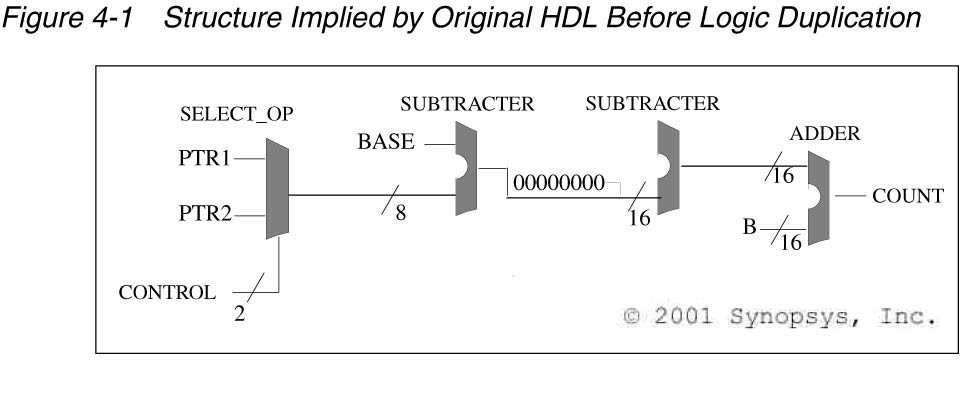 Figure 4-1 Structure Implied by Original HDL Before Logic Duplication
SELECT_OP
SUBTRACTER
SUBTRACTER
ADDER
PTR1
BASE
16
00000000
PTR2
8
16
COUNT
B
16
CONTROL
2
© 2001 Synopsys, Inc.